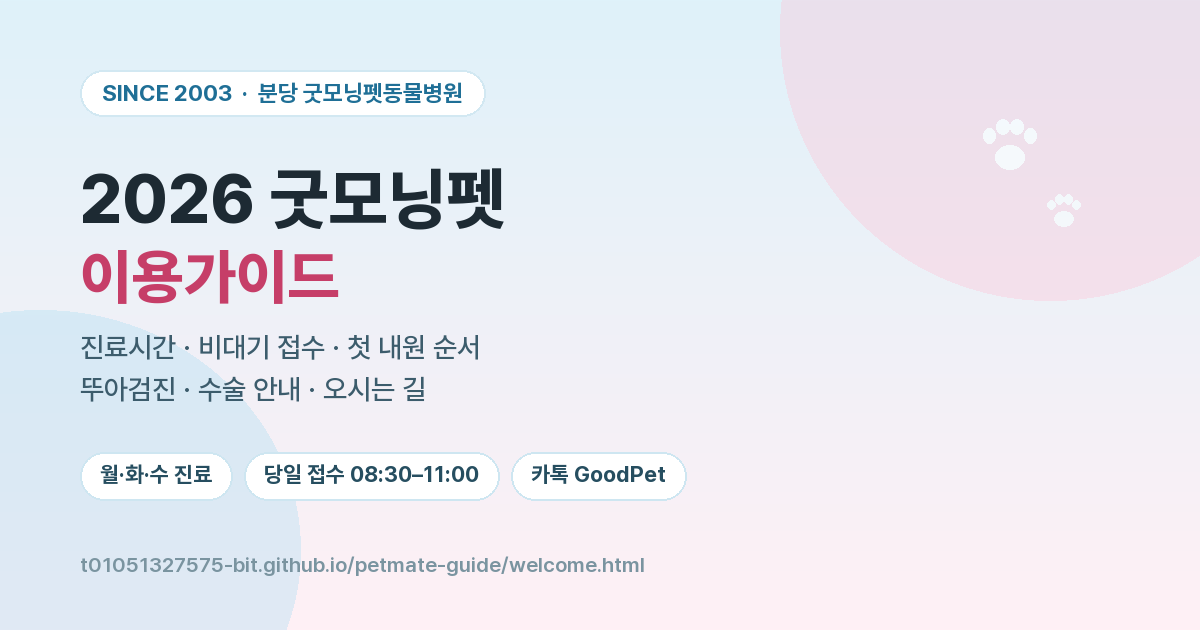 SINCE 2003 · 분당 굿모닝펫동물병원
2026 굿모닝펫
이용가이드
진료시간 · 비대기 접수 · 첫 내원 순서
뚜아검진 · 수술 안내 · 오시는 길
월·화·수 진료
당일 접수 08:30–11:00
카톡 GoodPet
t01051327575-bit.github.io/petmate-guide/welcome.html